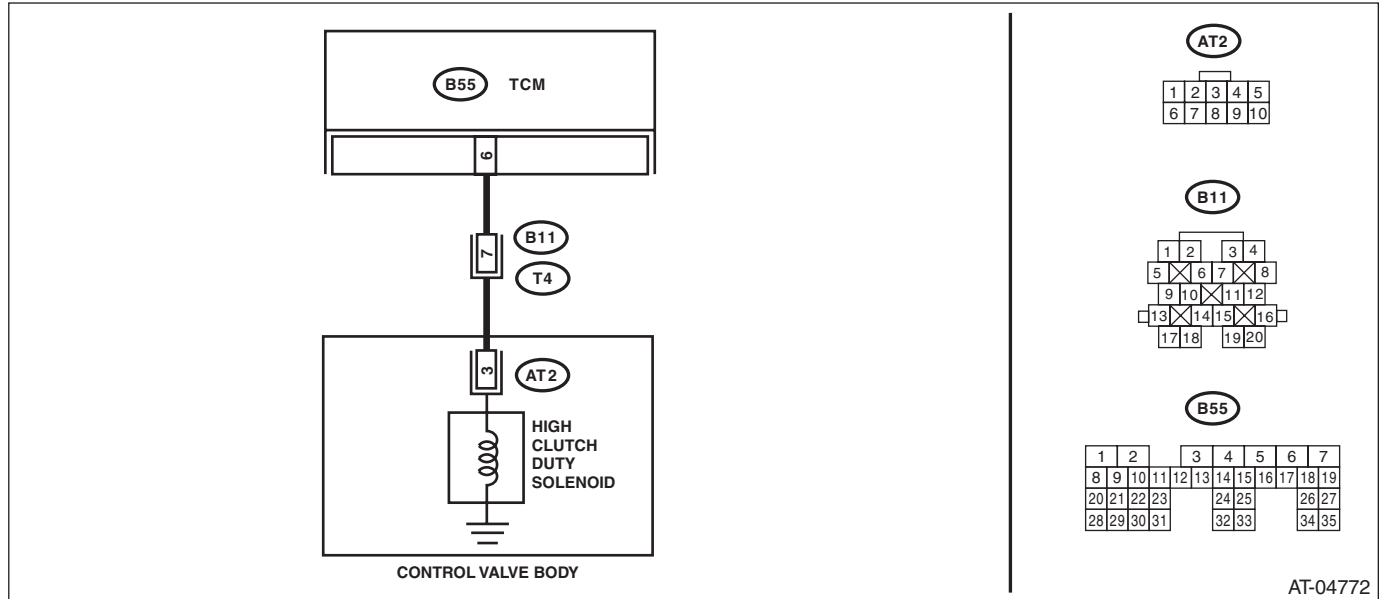 B55 TCM
6
7
B11
T4
3
AT2
HIGH
CLUTCH
DUTY
SOLENOID
CONTROL VALVE BODY
AT2
1 2 3 4 5
6 7 8 9 10
B11
1 2 3 4
5 6 7 8
9 10 11 12
13 14 15 16
17 18 19 20
B55
1 2 3 4 5 6 7
8 9 10 11 12 13 14 15 16 17 18 19
20 21 22 23 24 25 26 27
28 29 30 31 32 33 34 35
AT-04772